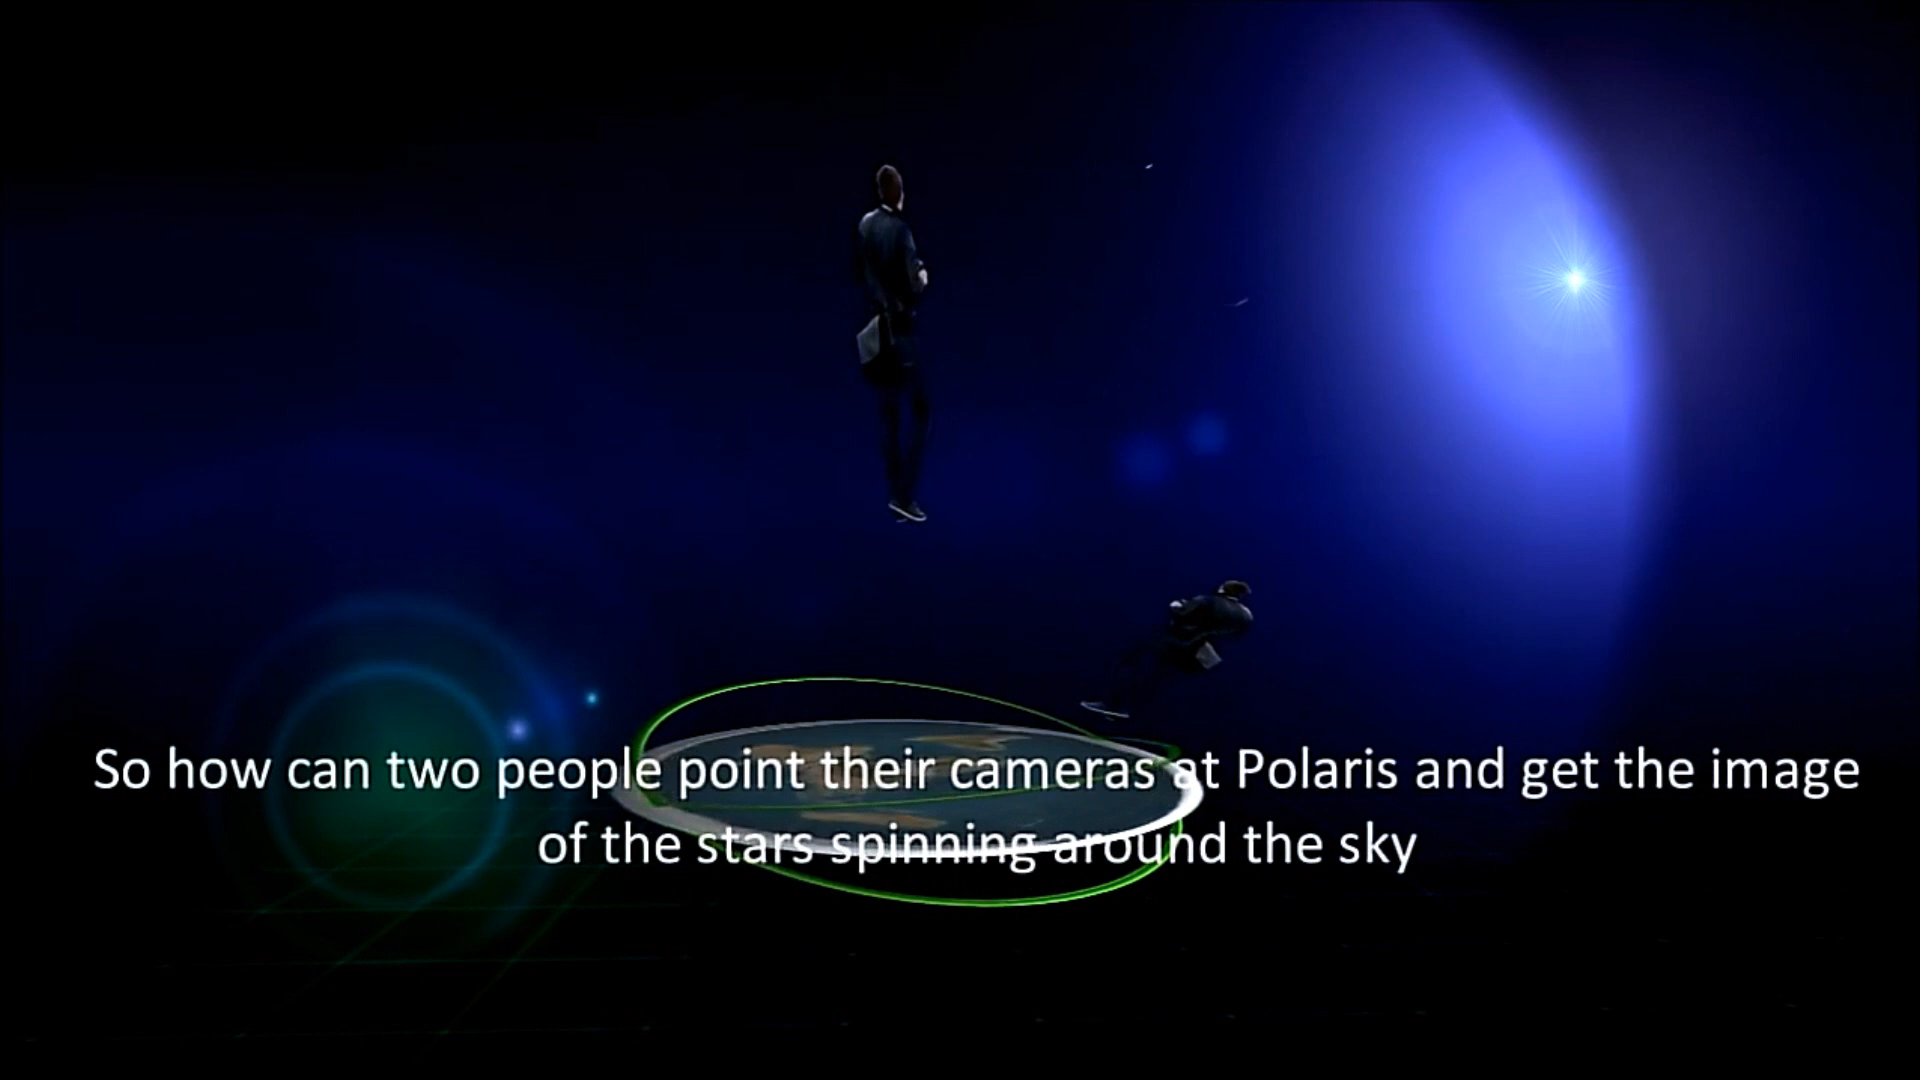 So how can two people point their cameras at Polaris and get the image
of the stars spinning around the sky